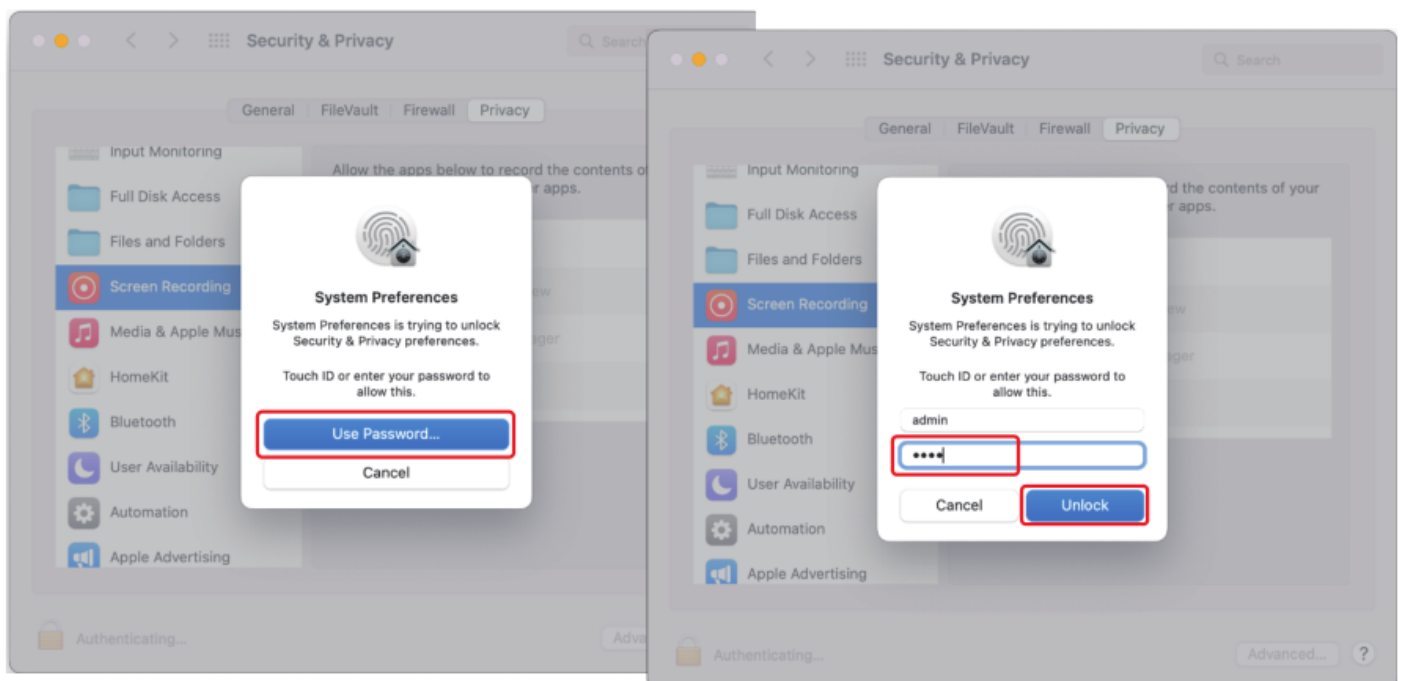 Security & Privacy
Search
General FileVault Firewall Privacy
Input Monitoring
Full Disk Access
Files and Folders
Screen Recording
Media & Apple Mus
HomeKit
Bluetooth
User Availability
Automation
Apple Advertising
Allow the apps below to record the contents of
r apps.
System Preferences
System Preferences is trying to unlock
Security & Privacy preferences.
Touch ID or enter your password to
allow this.
Use Password...
Cancel
Authenticating...
Adva
Security & Privacy
Search
General FileVault Firewall Privacy
Input Monitoring
Full Disk Access
Files and Folders
Screen Recording
Media & Apple Mus
HomeKit
Bluetooth
User Availability
Automation
Apple Advertising
d the contents of your
r apps.
System Preferences
System Preferences is trying to unlock
Security & Privacy preferences.
Touch ID or enter your password to
allow this.
admin
••••
Cancel Unlock
Authenticating...
Advanced... ?